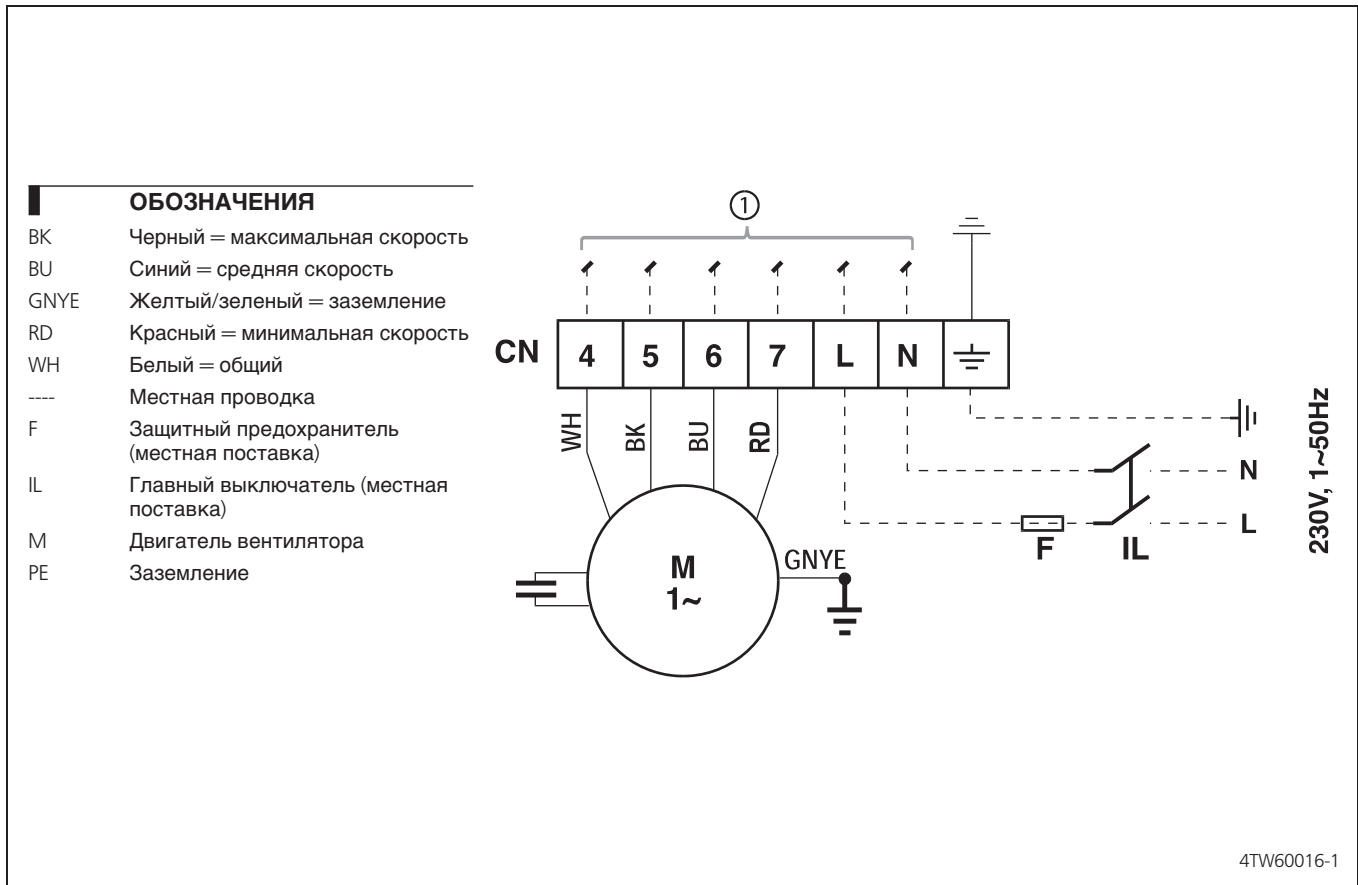 ОБОЗНАЧЕНИЯ
BK Черный = максимальная скорость
BU Синий = средняя скорость
GNYE Желтый/зеленый = заземление
RD Красный = минимальная скорость
WH Белый = общий
---- Местная проводка
F Защитный предохранитель
(местная поставка)
IL Главный выключатель (местная
поставка)
M Двигатель вентилятора
PE Заземление
①
CN 4 5 6 7 L N
WH BK BU RD
N
L
F IL
230V, 1~50Hz
M
1~
GNYE
4TW60016-1